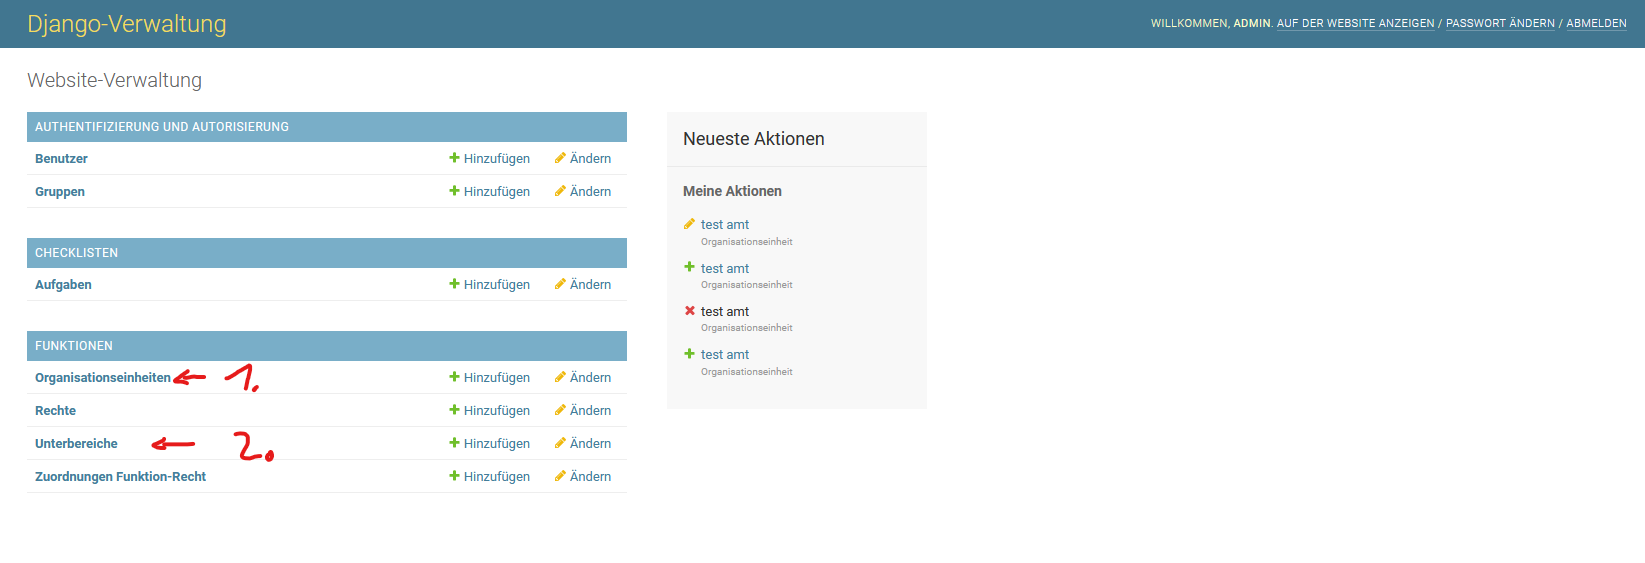 Django-Verwaltung
WILLKOMMEN, ADMIN. AUF DER WEBSITE ANZEIGEN / PASSWORT ÄNDERN / ABMELDEN
Website-Verwaltung
AUTHENTIFIZIERUNG UND AUTORISIERUNG
Benutzer Hinzufügen Ändern
Gruppen Hinzufügen Ändern
CHECKLISTEN
Aufgaben Hinzufügen Ändern
FUNKTIONEN
Organisationseinheiten 1. Hinzufügen Ändern
Rechte Hinzufügen Ändern
Unterbereiche 2. Hinzufügen Ändern
Zuordnungen Funktion-Recht Hinzufügen Ändern
Neueste Aktionen
Meine Aktionen
test amt
Organisationseinheit
test amt
Organisationseinheit
test amt
Organisationseinheit
test amt
Organisationseinheit